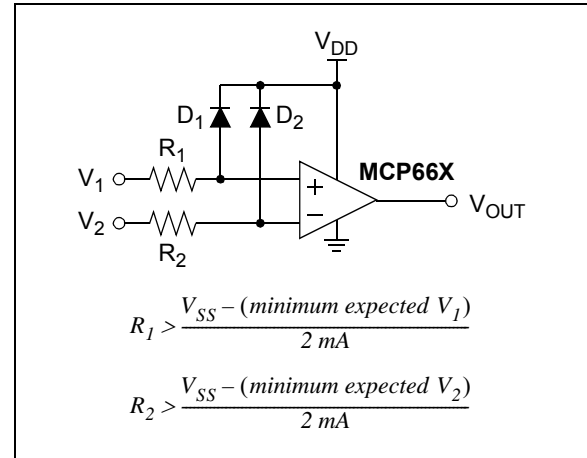 V_DD
D_1 D_2
R_1
V_1
MCP66X
+
V_OUT
V_2
–
R_2
R_1 > V_SS – (minimum expected V_1) / 2 mA
R_2 > V_SS – (minimum expected V_2) / 2 mA